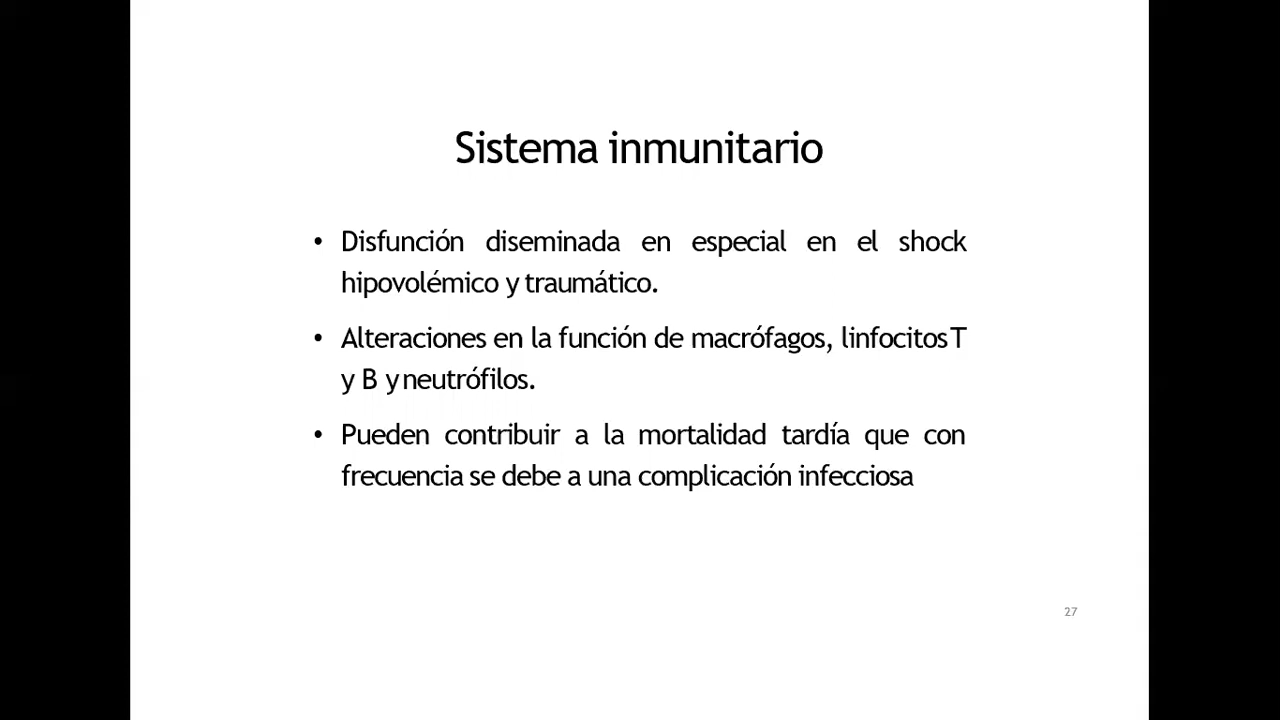 Sistema inmunitario
• Disfunción diseminada en especial en el shock
hipovolémico y traumático.
• Alteraciones en la función de macrófagos, linfocitos T
y B y neutrófilos.
• Pueden contribuir a la mortalidad tardía que con
frecuencia se debe a una complicación infecciosa
27